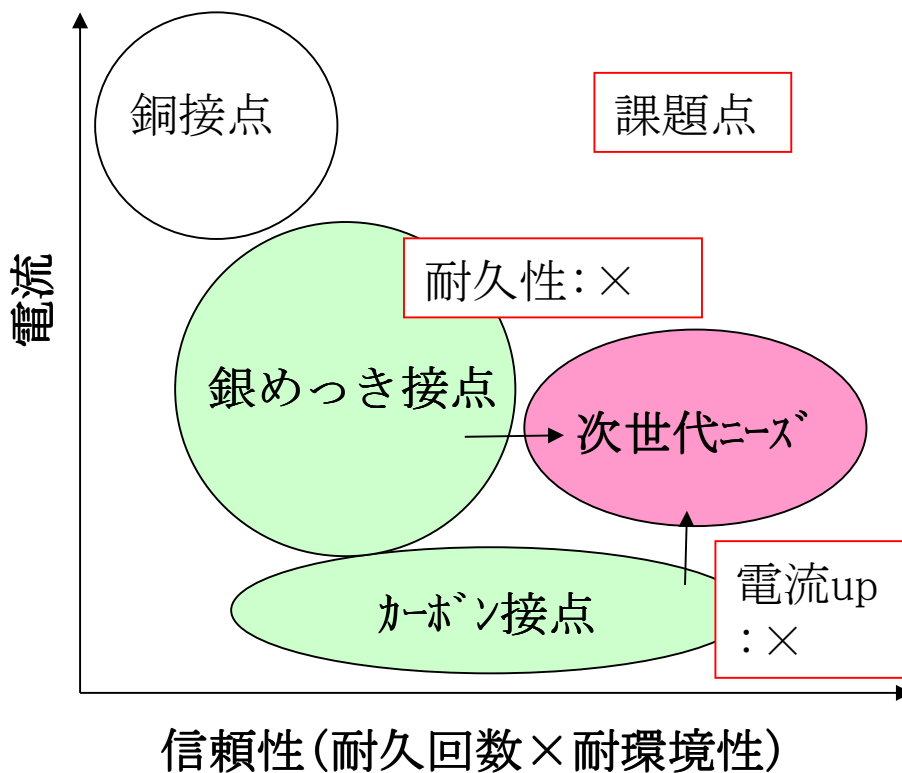 銅接点
課題点
耐久性:×
電流
銀めっき接点
次世代ﾆｰｽﾞ
電流up
:×
ｶｰﾎﾞﾝ接点
信頼性(耐久回数×耐環境性)